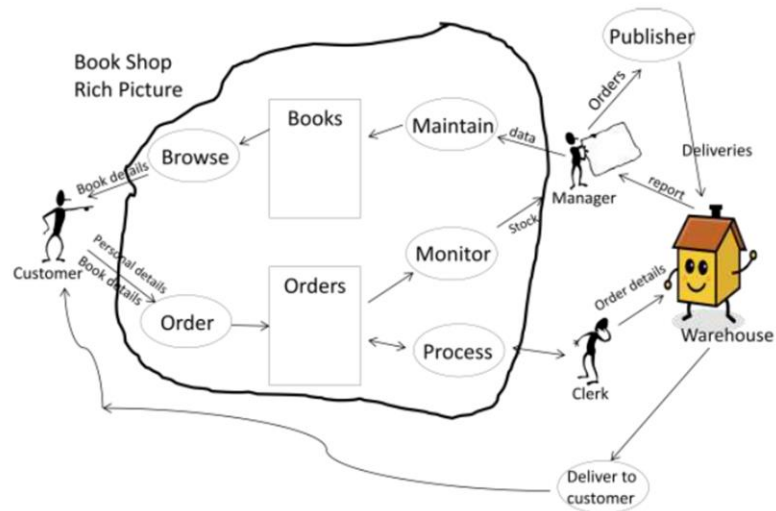 Book Shop
Rich Picture
Publisher
Orders
Books
Maintain
data
Browse
Book details
Deliveries
report
Manager
Customer
Personal details
Book details
Stock
Monitor
Orders
Order
Order details
Process
Warehouse
Clerk
Deliver to
customer